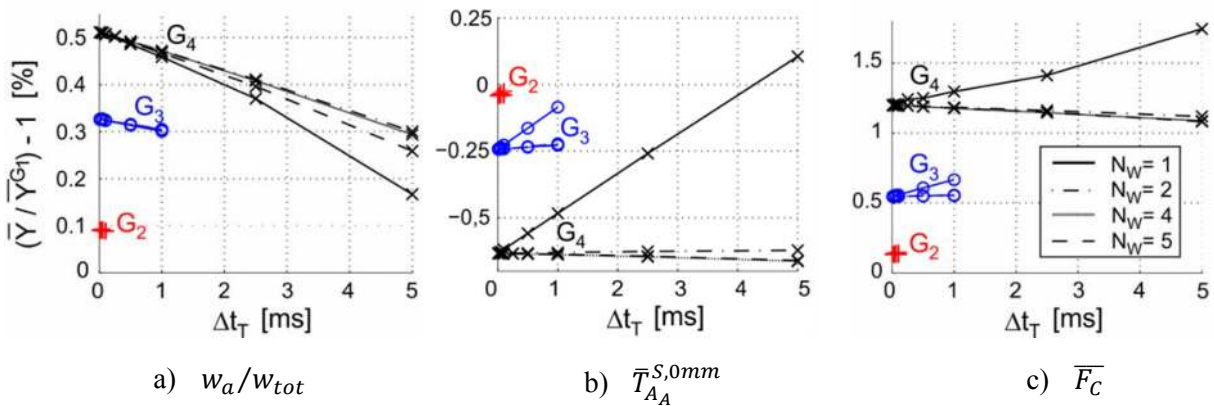 (Y̅ / Y̅^G₁) - 1 [%]
0.5
0.4
0.3
0.2
0.1
0
G₄
G₃
G₂
0 1 2 3 4 5
Δt_T [ms]
a) w_a/w_tot
0.25
0
−0.25
−0,5
G₂
G₃
G₄
0 1 2 3 4 5
Δt_T [ms]
b) T̅_{A_A}^{S,0mm}
1.5
1
0.5
0
G₄
G₃
G₂
N_W= 1
N_W= 2
N_W= 4
N_W= 5
0 1 2 3 4 5
Δt_T [ms]
c) F̅_C̅